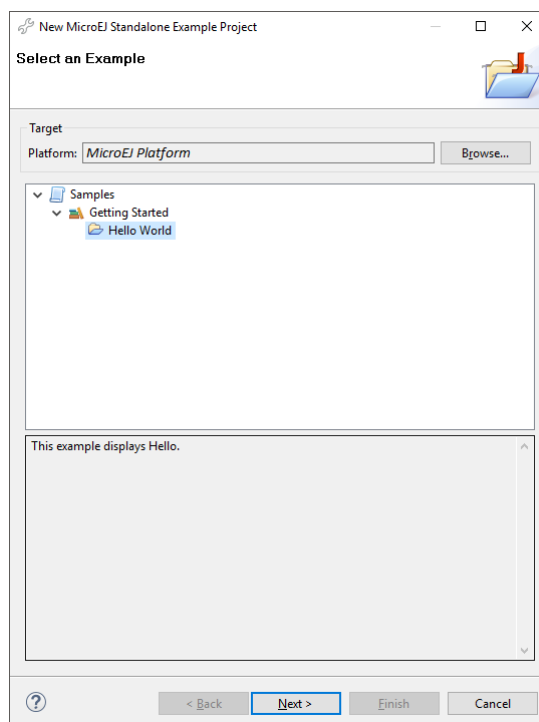 New MicroEJ Standalone Example Project
Select an Example
Target
Platform: MicroEJ Platform Browse...
Samples
Getting Started
Hello World
This example displays Hello.
? < Back Next > Finish Cancel